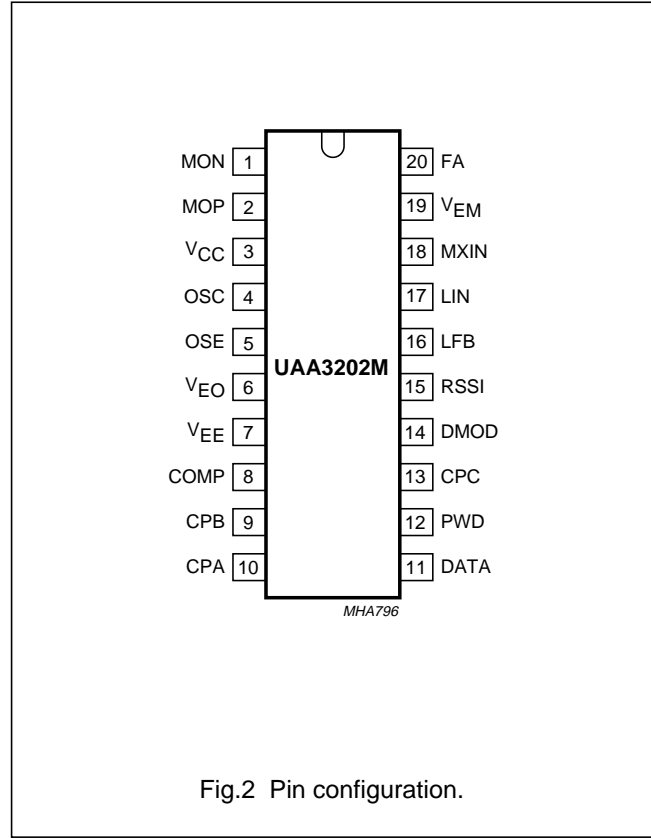 MON 1 20 FA
MOP 2 19 VEM
VCC 3 18 MXIN
OSC 4 17 LIN
OSE 5 16 LFB
UAA3202M
VEO 6 15 RSSI
VEE 7 14 DMOD
COMP 8 13 CPC
CPB 9 12 PWD
CPA 10 11 DATA
MHA796
Fig.2 Pin configuration.